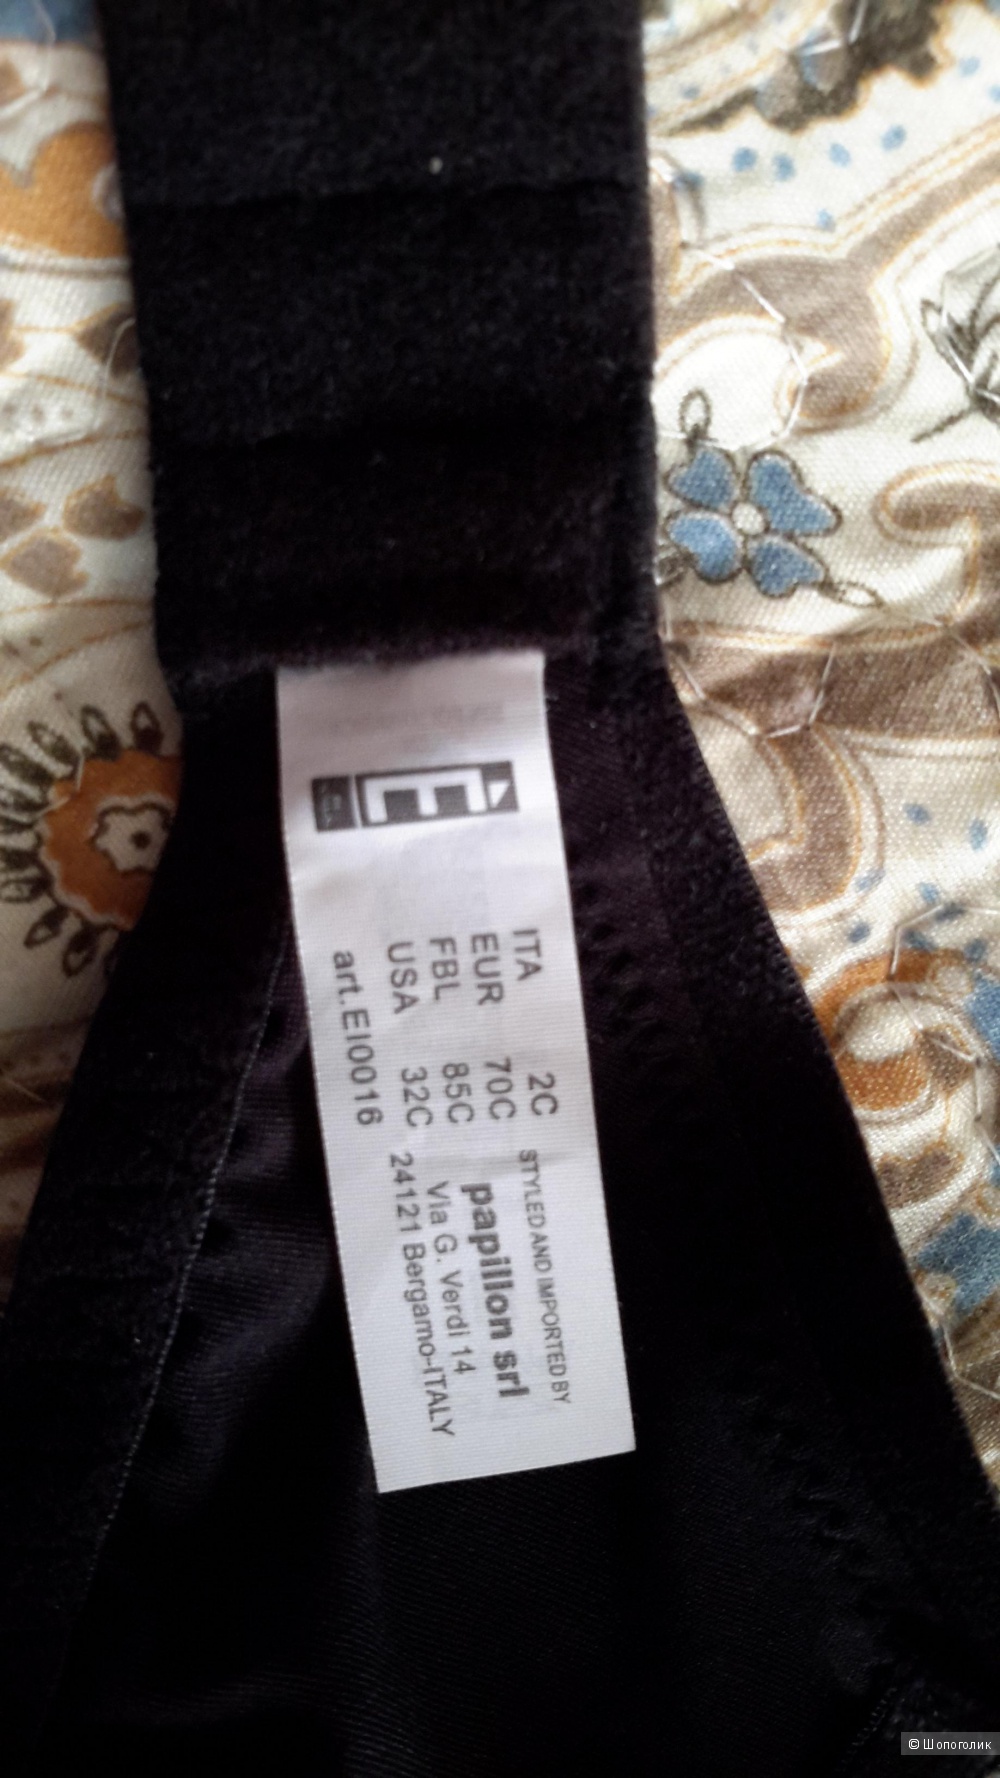 ITA 2C
EUR 70C
FBL 85C
USA 32C
art.EI0016
STYLED AND IMPORTED BY
papillon srl
Via G. Verdi 14
24121 Bergamo-ITALY
© Шопоголик